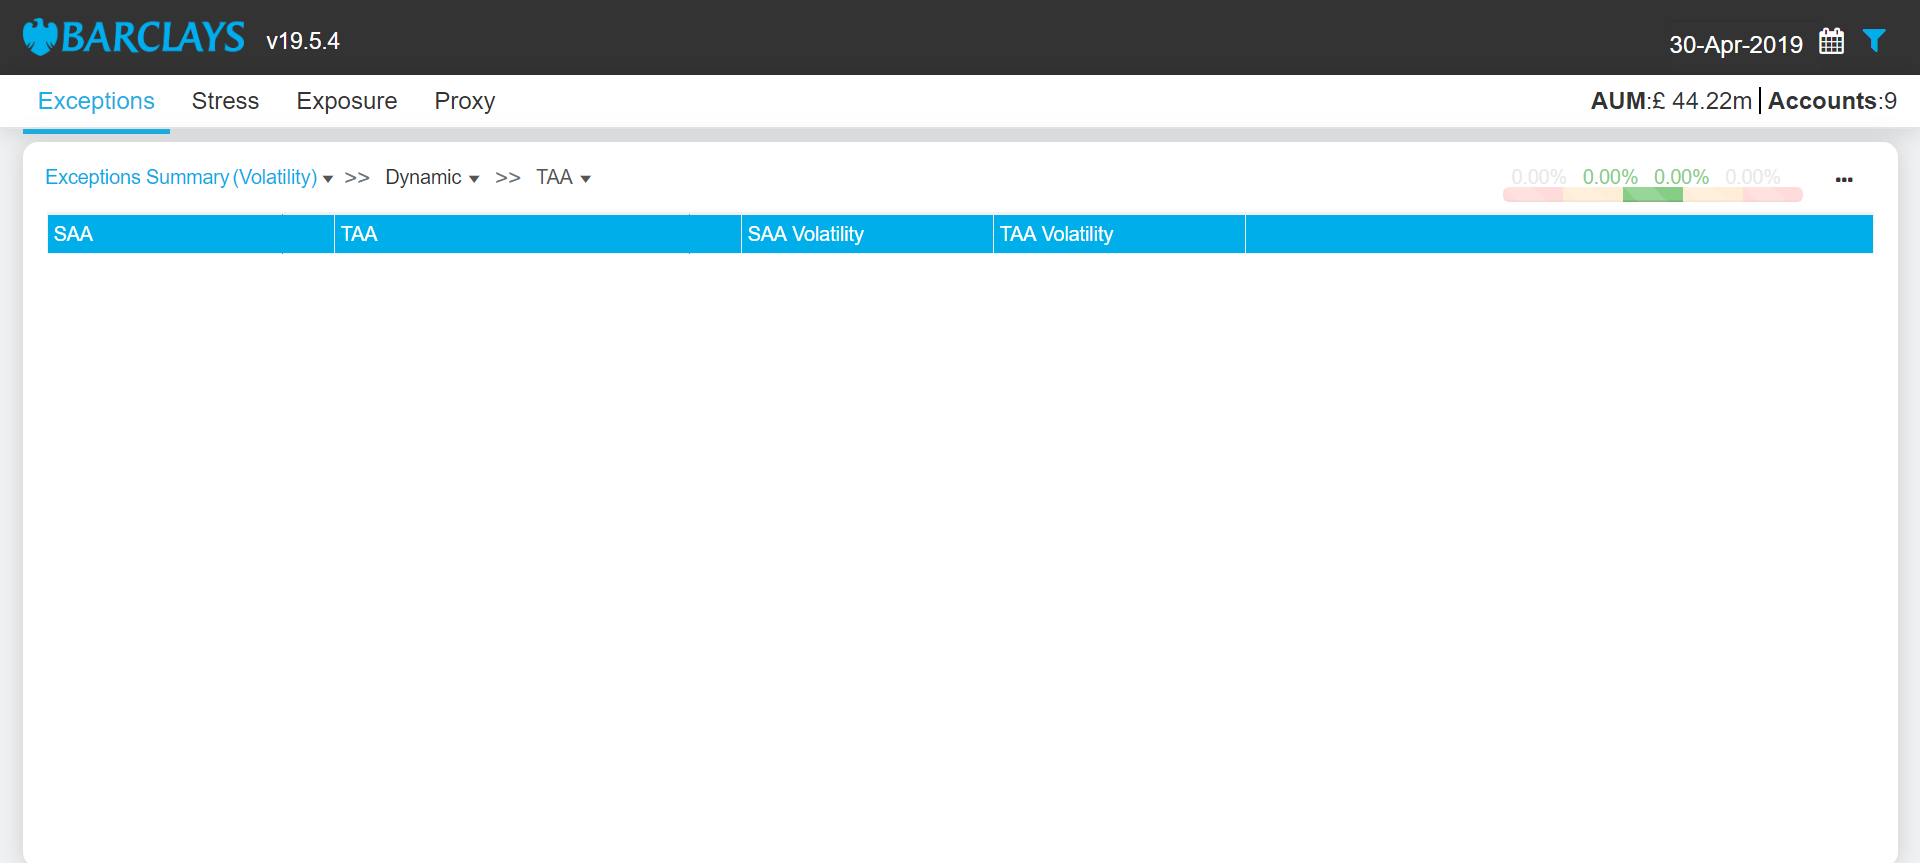 BARCLAYS v19.5.4 30-Apr-2019
Exceptions Stress Exposure Proxy AUM:£ 44.22m Accounts:9
Exceptions Summary (Volatility) >> Dynamic >> TAA 0.00% 0.00% 0.00% 0.00% ...
SAA TAA SAA Volatility TAA Volatility